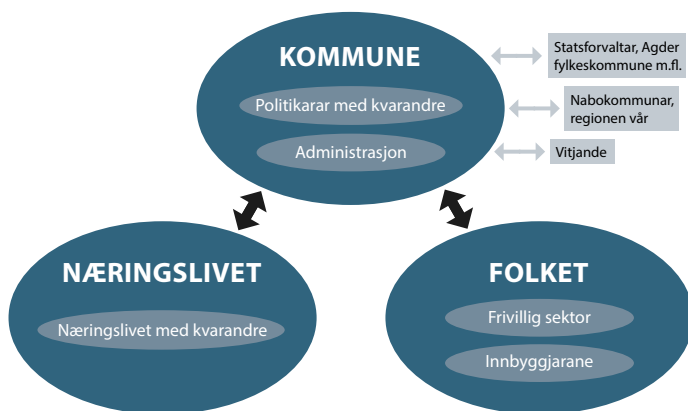 KOMMUNE
Politikarar med kvarandre
Administrasjon
Statsforvaltar, Agder
fylkeskommune m.fl.
Nabokommunar,
regionen vår
Vitjande
NÆRINGSLIVET
Næringslivet med kvarandre
FOLKET
Frivillig sektor
Innbyggjarane